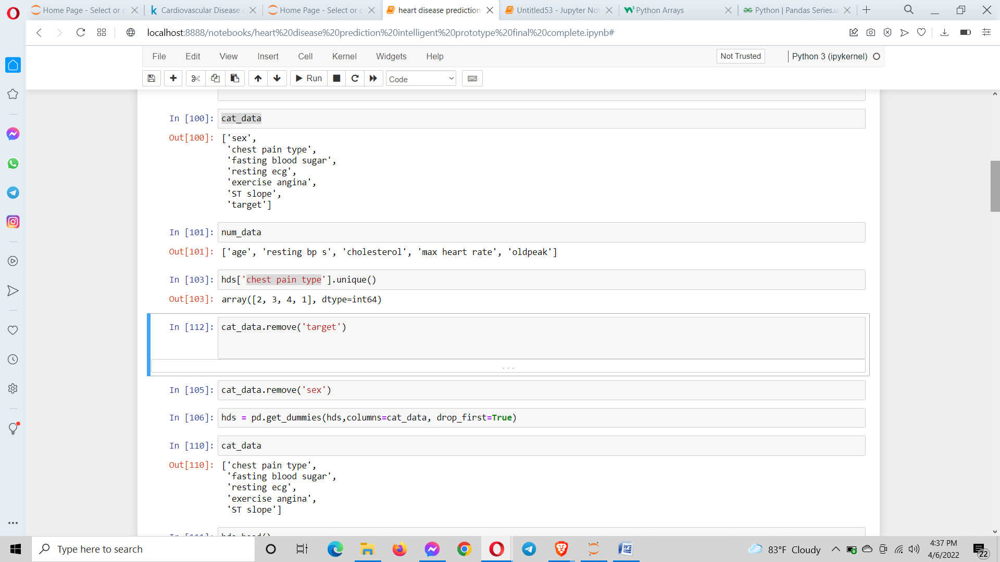 Home Page - Select or c
Cardiovascular Disease
Home Page - Select or c
heart disease prediction
Untitled53 - Jupyter Not
Python Arrays
Python | Pandas Series.u
localhost:8888/notebooks/heart%20disease%20prediction%20intelligent%20prototype%20final%20complete.ipynb#
File Edit View Insert Cell Kernel Widgets Help
Not Trusted
Python 3 (ipykernel)
Run
Code
In [100]: cat_data
Out[100]: ['sex',
'chest pain type',
'fasting blood sugar',
'resting ecg',
'exercise angina',
'ST slope',
'target']
In [101]: num_data
Out[101]: ['age', 'resting bp s', 'cholesterol', 'max heart rate', 'oldpeak']
In [103]: hds['chest pain type'].unique()
Out[103]: array([2, 3, 4, 1], dtype=int64)
In [112]: cat_data.remove('target')
...
In [105]: cat_data.remove('sex')
In [106]: hds = pd.get_dummies(hds,columns=cat_data, drop_first=True)
In [110]: cat_data
Out[110]: ['chest pain type',
'fasting blood sugar',
'resting ecg',
'exercise angina',
'ST slope']
In [111]: hds.head()
Type here to search
83°F Cloudy
4:37 PM
4/6/2022
22